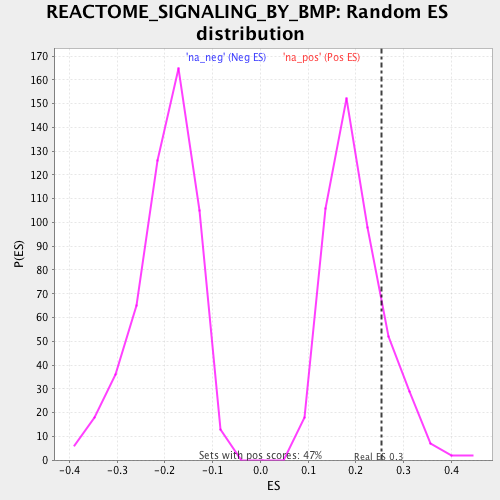 REACTOME_SIGNALING_BY_BMP: Random ES
distribution
'na_neg' (Neg ES) 'na_pos' (Pos ES)
170
160
150
140
130
120
110
100
90
80
70
60
50
40
30
20
10
0
P(ES)
Sets with pos scores: 47%
Real ES 0.3
-0.4 -0.3 -0.2 -0.1 0.0 0.1 0.2 0.3 0.4
ES